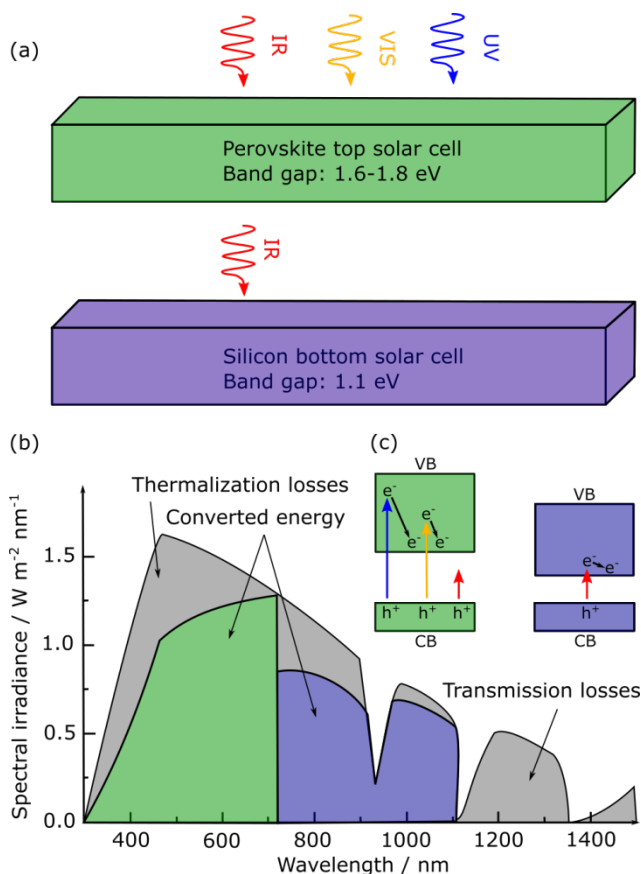 (a)
IR
VIS
UV
Perovskite top solar cell
Band gap: 1.6-1.8 eV
IR
Silicon bottom solar cell
Band gap: 1.1 eV
(b)
Thermalization losses
Converted energy
Transmission losses
Spectral irradiance / W m⁻² nm⁻¹
1.5
1.0
0.5
0.0
400
600
800
1000
1200
1400
Wavelength / nm
(c)
VB
e⁻
e⁻
e⁻
e⁻
h⁺
h⁺
h⁺
CB
VB
e⁻
e⁻
h⁺
CB